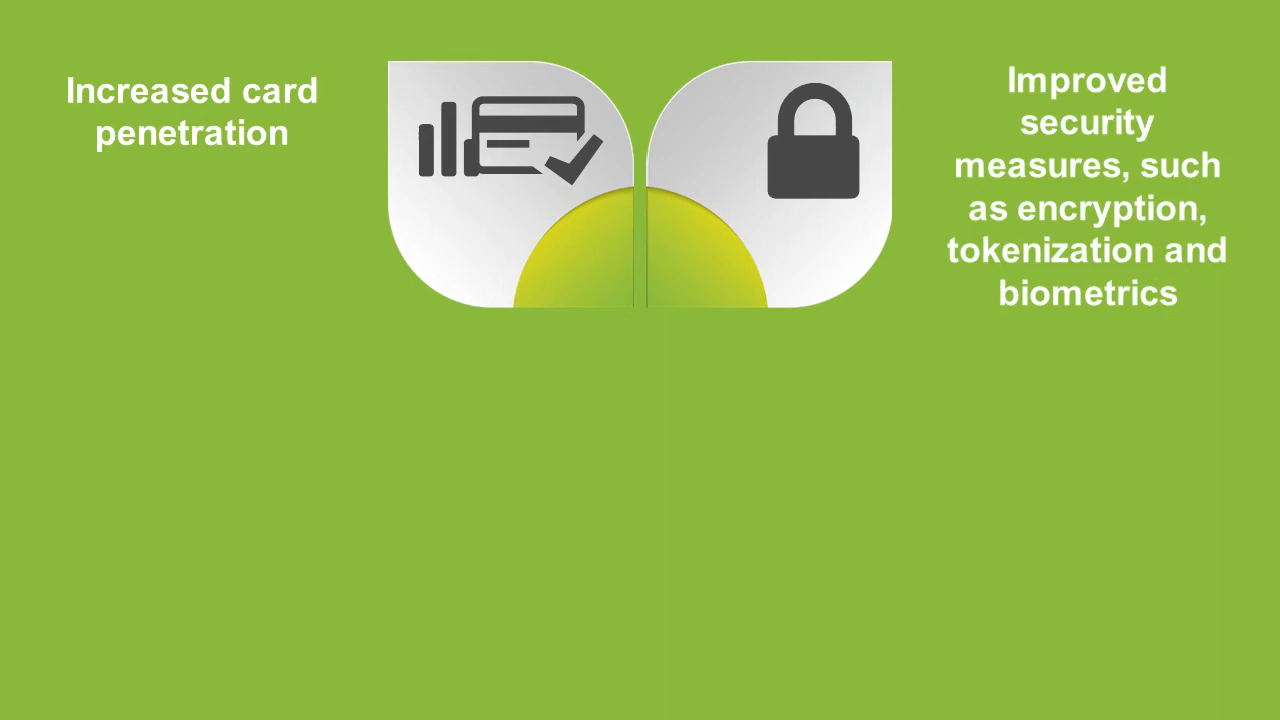 Increased card
penetration
Improved
security
measures, such
as encryption,
tokenization and
biometrics